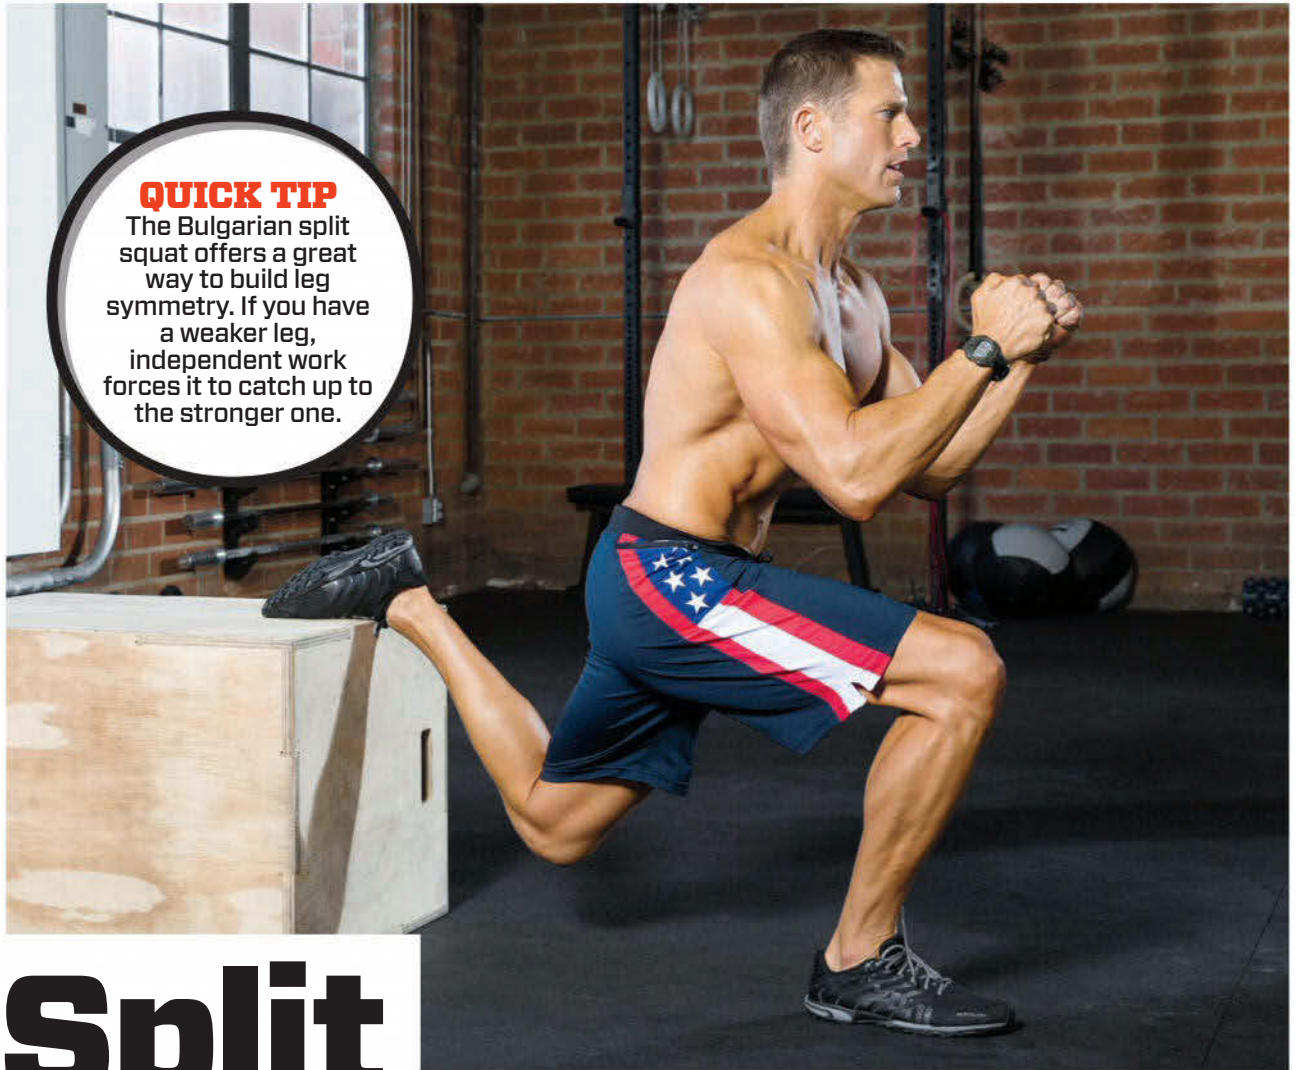 QUICK TIP
The Bulgarian split
squat offers a great
way to build leg
symmetry. If you have
a weaker leg,
independent work
forces it to catch up to
the stronger one.
Split